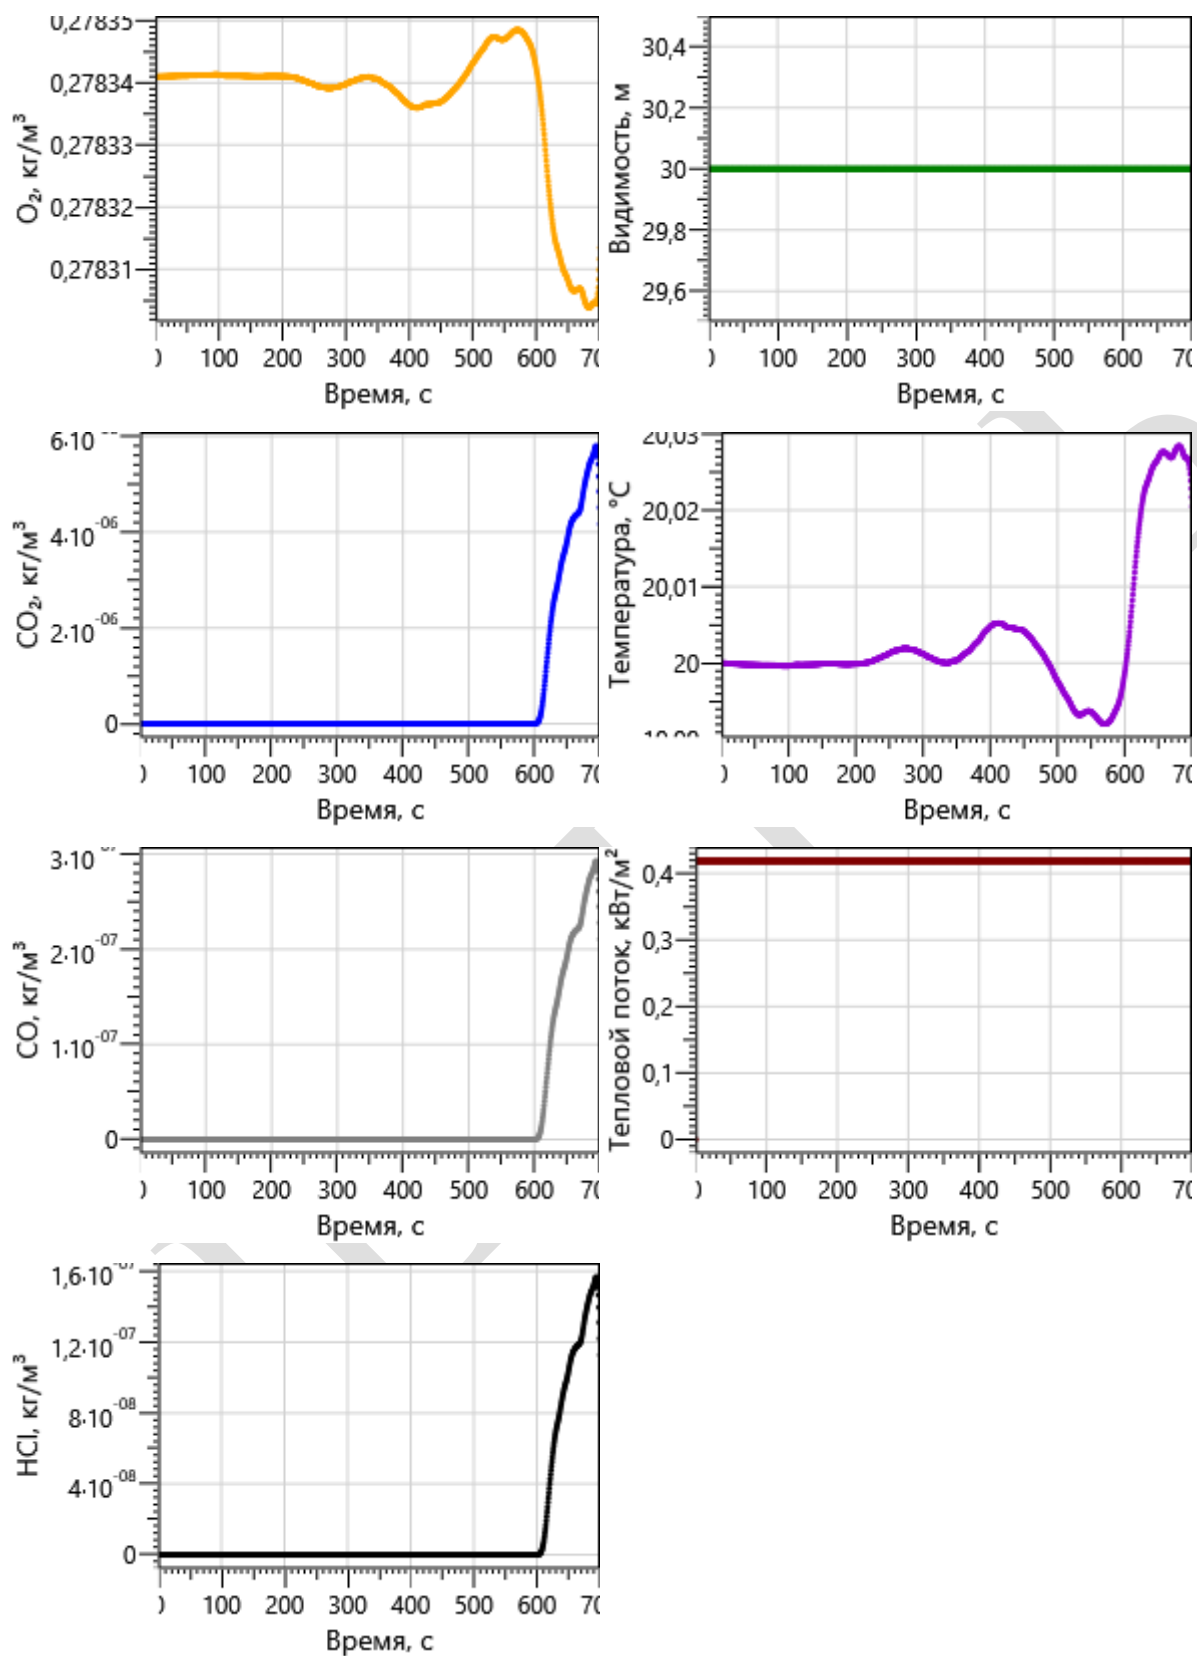 0,27835
0,27834
0,27833
0,27832
0,27831
O₂, кг/м³
100 200 300 400 500 600
Время, с
30,4
30,2
30
29,8
29,6
Видимость, м
100 200 300 400 500 600
Время, с
6·10
4·10⁻⁰⁶
2·10⁻⁰⁶
0
CO₂, кг/м³
100 200 300 400 500 600
Время, с
20,03
20,02
20,01
20
Температура, °C
100 200 300 400 500 600
Время, с
3·10
2·10⁻⁰⁷
1·10⁻⁰⁷
0
CO, кг/м³
100 200 300 400 500 600
Время, с
0,4
0,3
0,2
0,1
0
Тепловой поток, кВт/м²
100 200 300 400 500 600
Время, с
1,6·10⁻⁰⁷
1,2·10⁻⁰⁷
8·10⁻⁰⁸
4·10⁻⁰⁸
0
HCl, кг/м³
100 200 300 400 500 600
Время, с